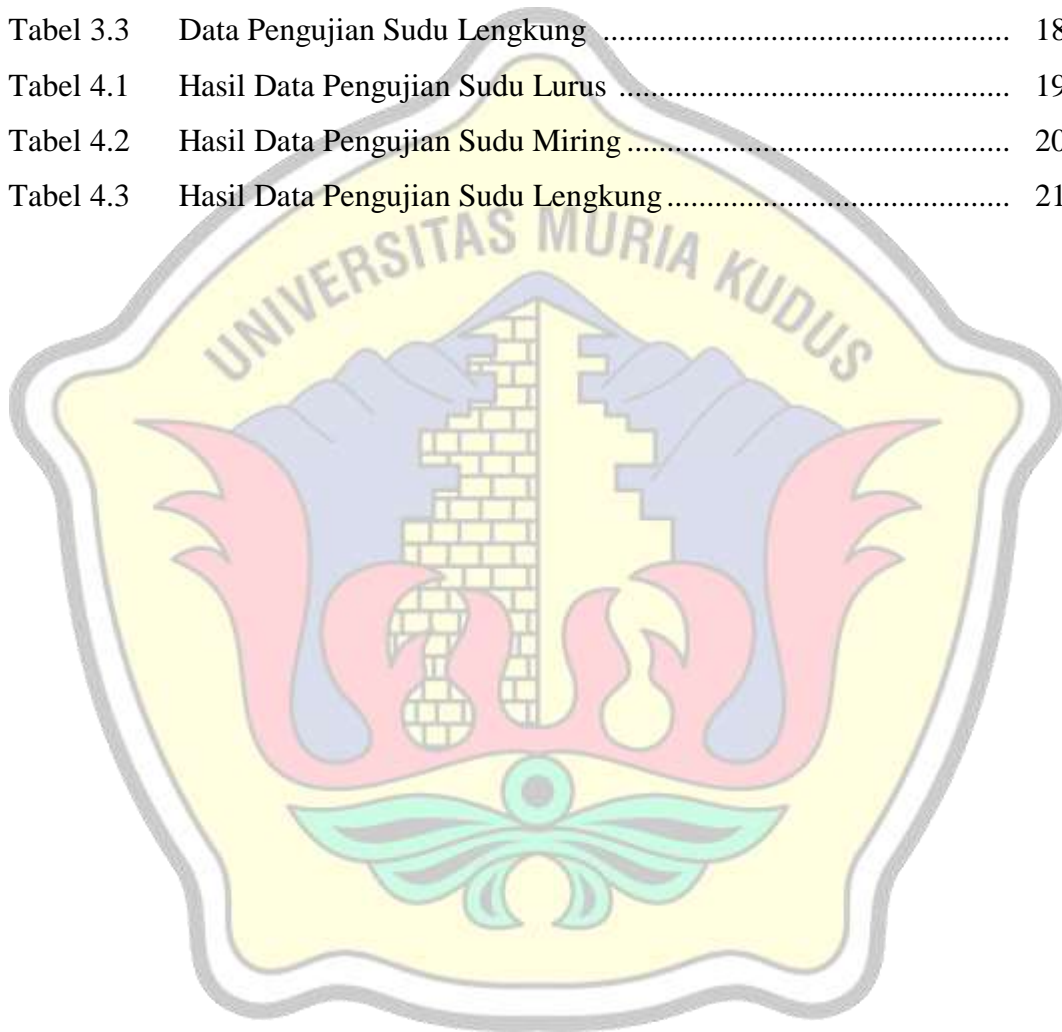 Tabel 3.3 Data Pengujian Sudu Lengkung ................................................... 18
Tabel 4.1 Hasil Data Pengujian Sudu Lurus ................................................. 19
Tabel 4.2 Hasil Data Pengujian Sudu Miring ................................................ 20
Tabel 4.3 Hasil Data Pengujian Sudu Lengkung ........................................... 21
UNIVERSITAS MURIA KUDUS